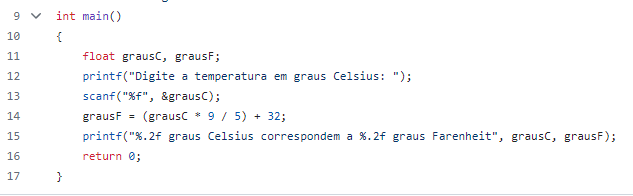 9 int main()
10 {
11 float grausC, grausF;
12 printf("Digite a temperatura em graus Celsius: ");
13 scanf("%f", &grausC);
14 grausF = (grausC * 9 / 5) + 32;
15 printf("%.2f graus Celsius correspondem a %.2f graus Farenheit", grausC, grausF);
16 return 0;
17 }